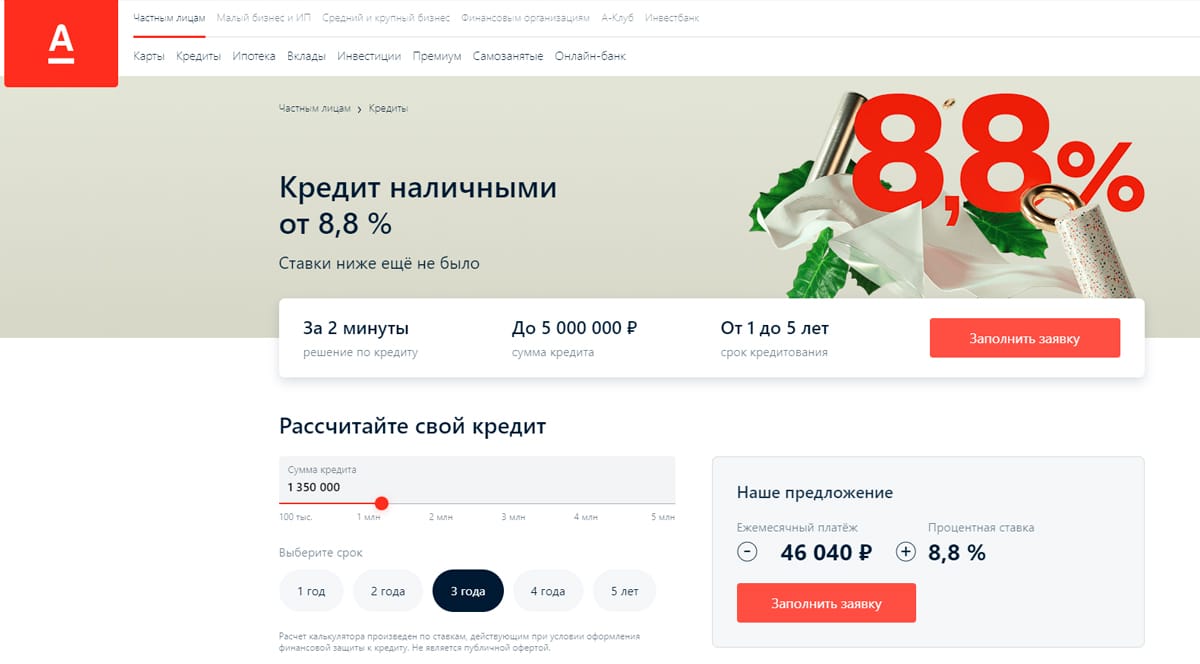 А
Частным лицам Малый бизнес и ИП Средний и крупный бизнес Финансовым организациям А-Клуб Инвестбанк
Карты Кредиты Ипотека Вклады Инвестиции Премиум Самозанятые Онлайн-банк
Частным лицам › Кредиты
8,8%
Кредит наличными
от 8,8 %
Ставки ниже ещё не было
За 2 минуты До 5 000 000 ₽ От 1 до 5 лет Заполнить заявку
решение по кредиту сумма кредита срок кредитования
Рассчитайте свой кредит
Сумма кредита
1 350 000
100 тыс. 1 млн 2 млн 3 млн 4 млн 5 млн
Выберите срок
1 год 2 года 3 года 4 года 5 лет
Расчет калькулятора произведен по ставкам, действующим при условии оформления
финансовой защиты к кредиту. Не является публичной офертой.
Наше предложение
Ежемесячный платёж Процентная ставка
− 46 040 ₽ + 8,8 %
Заполнить заявку